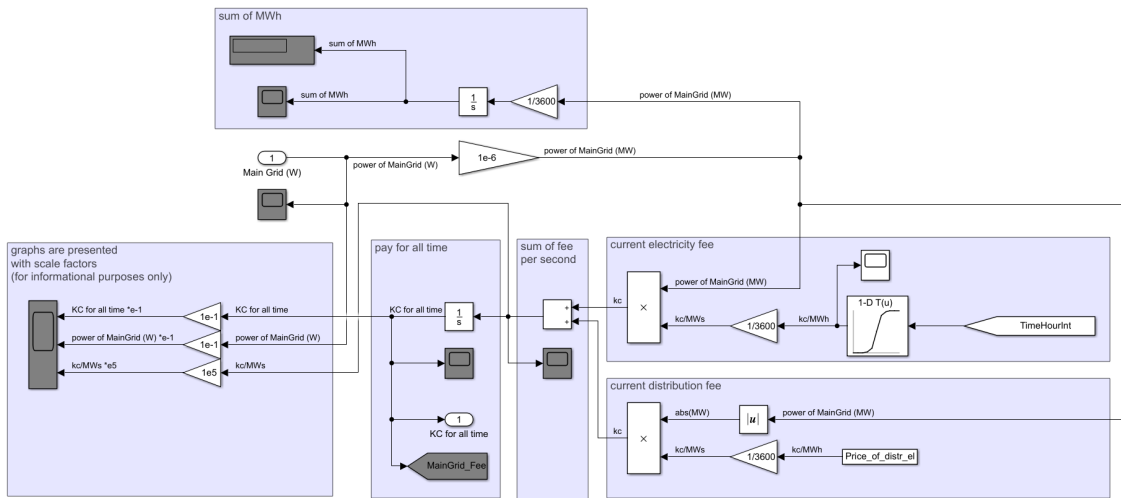 sum of MWh
sum of MWh
sum of MWh
1
s
1/3600
power of MainGrid (MW)
1
Main Grid (W)
power of MainGrid (W)
1e-6
power of MainGrid (MW)
graphs are presented
with scale factors
(for informational purposes only)
KC for all time *e-1
1e-1
KC for all time
power of MainGrid (W) *e-1
1e-1
power of MainGrid (W)
kc/MWs *e5
1e5
kc/MWs
pay for all time
KC for all time
1
s
1
KC for all time
MainGrid_Fee
sum of fee
per second
+
+
current electricity fee
kc
×
power of MainGrid (MW)
kc/MWs
1/3600
kc/MWh
1-D T(u)
TimeHourInt
current distribution fee
kc
×
abs(MW)
|u|
power of MainGrid (MW)
kc/MWs
1/3600
kc/MWh
Price_of_distr_el